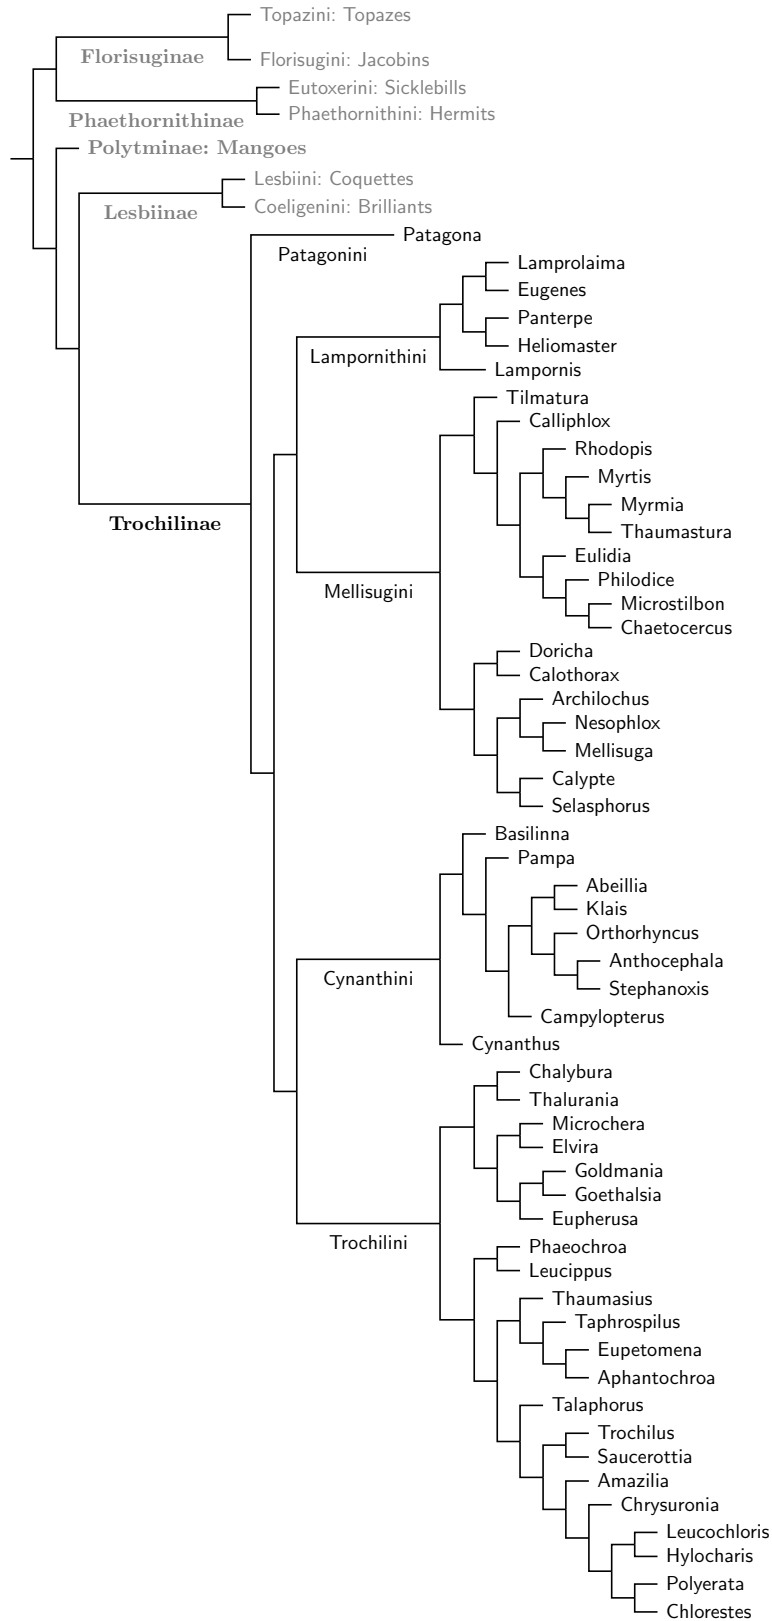 Topazini: Topazes
Florisuginae
Florisugini: Jacobins
Eutoxerini: Sicklebills
Phaethornithini: Hermits
Phaethornithinae
Polytminae: Mangoes
Lesbiini: Coquettes
Lesbiinae
Coeligenini: Brilliants
Patagona
Patagonini
Lamprolaima
Eugenes
Panterpe
Heliomaster
Lampornithini
Lampornis
Tilmatura
Calliphlox
Rhodopis
Myrtis
Myrmia
Trochilinae
Thaumastura
Eulidia
Philodice
Mellisugini
Microstilbon
Chaetocercus
Doricha
Calothorax
Archilochus
Nesophlox
Mellisuga
Calypte
Selasphorus
Basilinna
Pampa
Abeillia
Klais
Orthorhyncus
Anthocephala
Cynanthini
Stephanoxis
Campylopterus
Cynanthus
Chalybura
Thalurania
Microchera
Elvira
Goldmania
Goethalsia
Eupherusa
Trochilini
Phaeochroa
Leucippus
Thaumasius
Taphrospilus
Eupetomena
Aphantochroa
Talaphorus
Trochilus
Saucerottia
Amazilia
Chrysuronia
Leucochloris
Hylocharis
Polyerata
Chlorestes